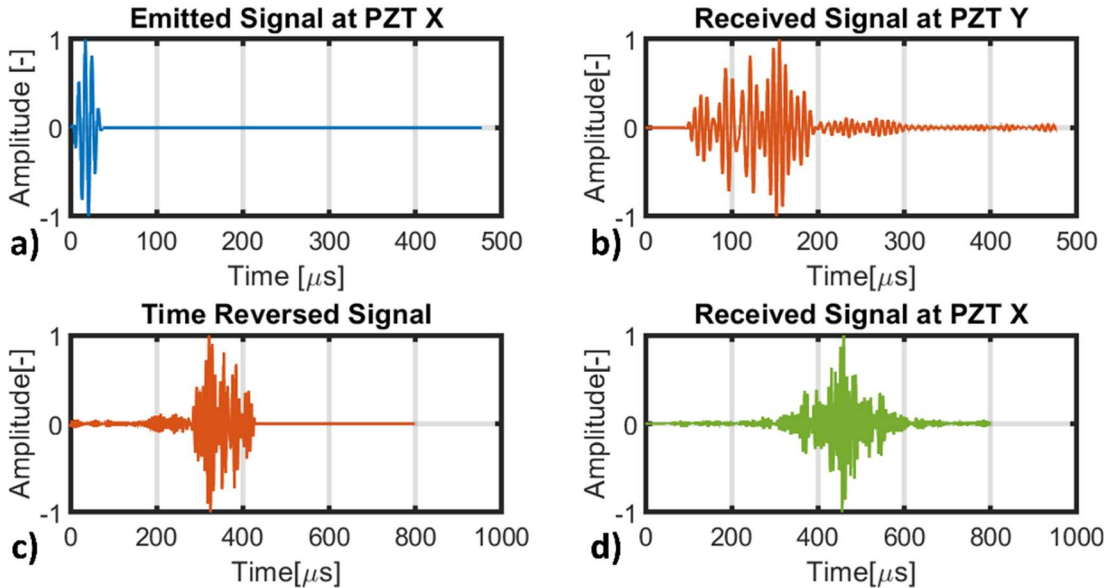 Emitted Signal at PZT X
Amplitude [-]
1
0
-1
0 100 200 300 400 500
Time [μs]
a)
Received Signal at PZT Y
Amplitude[-]
1
0
-1
0 100 200 300 400 500
Time[μs]
b)
Time Reversed Signal
Amplitude[-]
1
0
-1
0 200 400 600 800 1000
Time[μs]
c)
Received Signal at PZT X
Amplitude[-]
1
0
-1
0 200 400 600 800 1000
Time[μs]
d)